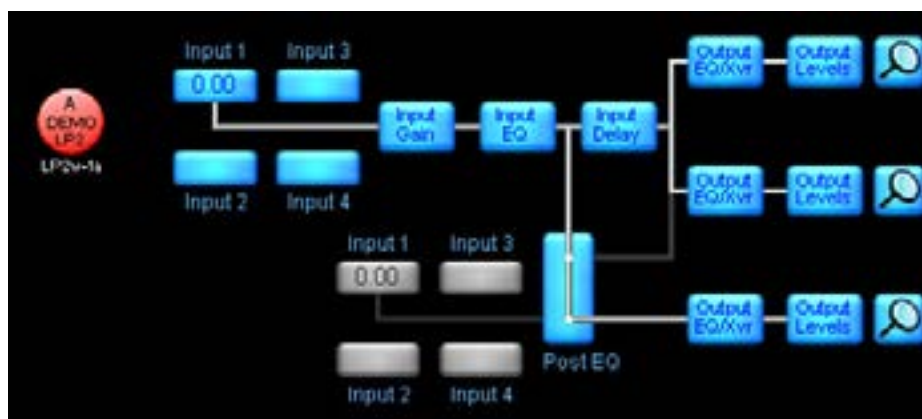 Input 1
Input 3
0.00
Input 2
Input 4
A
DEMO
LP2
Input
Gain
Input
EQ
Input
Delay
Output
EQ/Xvr
Output
Levels
Output
EQ/Xvr
Output
Levels
Input 1
Input 3
0.00
Input 2
Input 4
Post EQ
Output
EQ/Xvr
Output
Levels